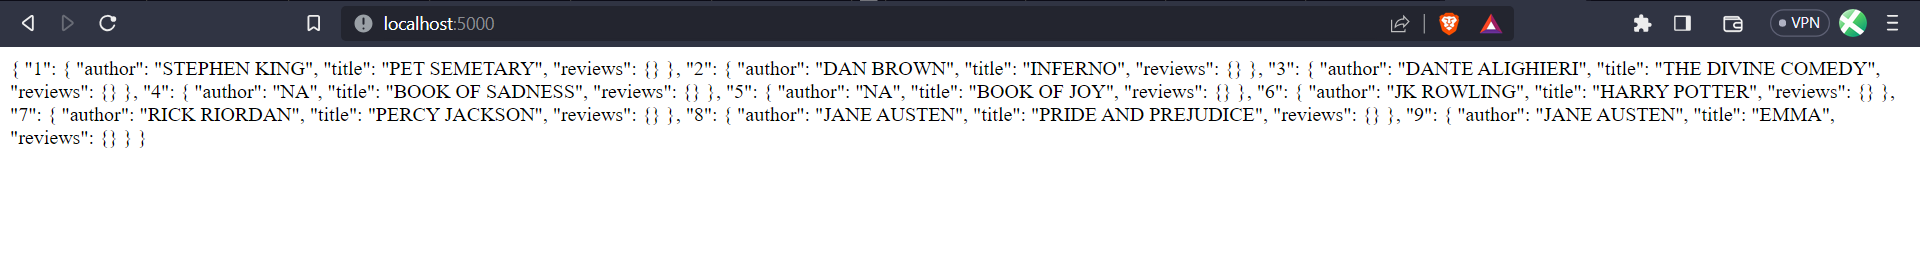 localhost:5000
VPN
{ "1": { "author": "STEPHEN KING", "title": "PET SEMETARY", "reviews": {} }, "2": { "author": "DAN BROWN", "title": "INFERNO", "reviews": {} }, "3": { "author": "DANTE ALIGHIERI", "title": "THE DIVINE COMEDY",
"reviews": {} }, "4": { "author": "NA", "title": "BOOK OF SADNESS", "reviews": {} }, "5": { "author": "NA", "title": "BOOK OF JOY", "reviews": {} }, "6": { "author": "JK ROWLING", "title": "HARRY POTTER", "reviews": {} },
"7": { "author": "RICK RIORDAN", "title": "PERCY JACKSON", "reviews": {} }, "8": { "author": "JANE AUSTEN", "title": "PRIDE AND PREJUDICE", "reviews": {} }, "9": { "author": "JANE AUSTEN", "title": "EMMA",
"reviews": {} } }